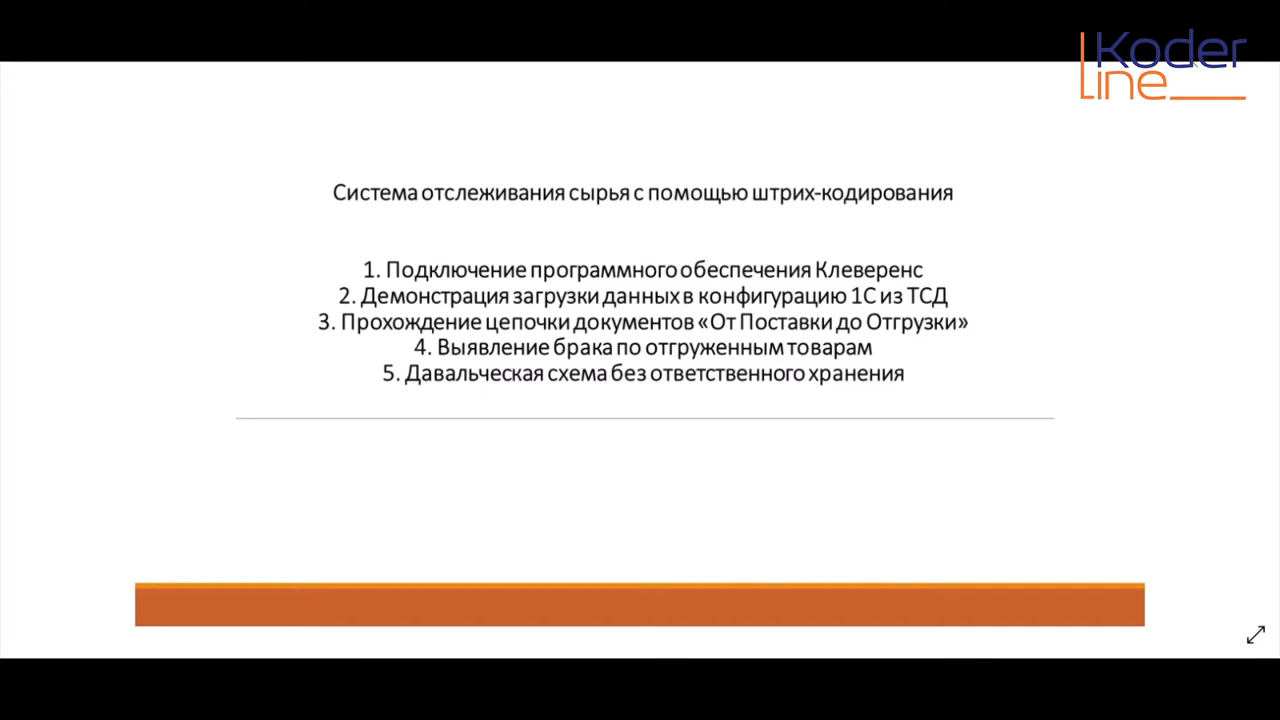 Koder
Line
Система отслеживания сырья с помощью штрих-кодирования
1. Подключение программного обеспечения Клеверенс
2. Демонстрация загрузки данных в конфигурацию 1С из ТСД
3. Прохождение цепочки документов «От Поставки до Отгрузки»
4. Выявление брака по отгруженным товарам
5. Давальческая схема без ответственного хранения